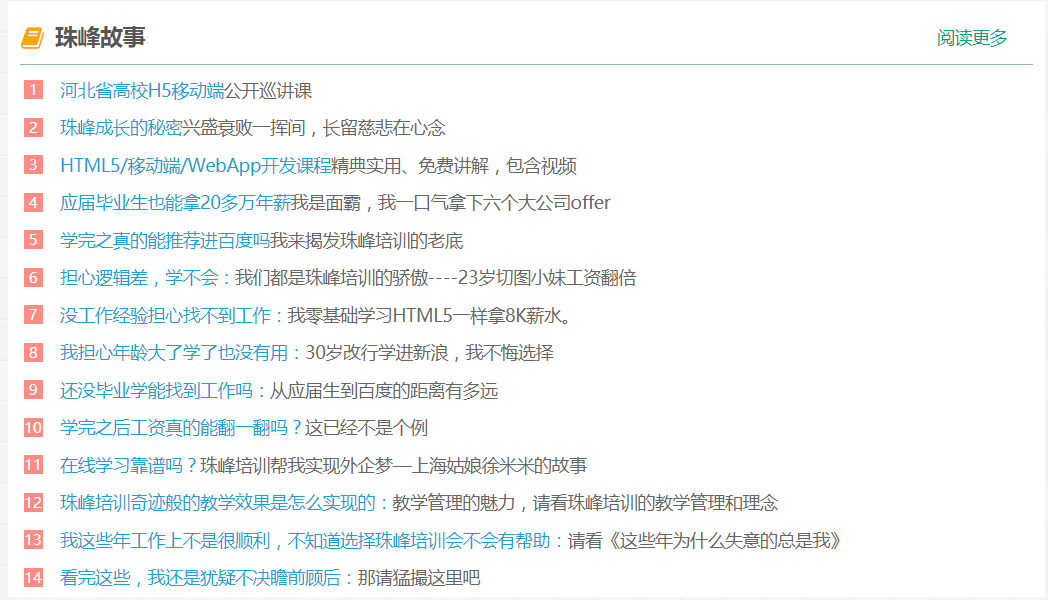 珠峰故事
阅读更多
1 河北省高校H5移动端公开巡讲课
2 珠峰成长的秘密兴盛衰败一挥间，长留慈悲在心念
3 HTML5/移动端/WebApp开发课程精典实用、免费讲解，包含视频
4 应届毕业生也能拿20多万年薪我是面霸，我一口气拿下六个大公司offer
5 学完之真的能推荐进百度吗我来揭发珠峰培训的老底
6 担心逻辑差，学不会：我们都是珠峰培训的骄傲----23岁切图小妹工资翻倍
7 没工作经验担心找不到工作：我零基础学习HTML5一样拿8K薪水。
8 我担心年龄大了学了也没有用：30岁改行学进新浪，我不悔选择
9 还没毕业学能找到工作吗：从应届生到百度的距离有多远
10 学完之后工资真的能翻一翻吗？这已经不是个例
11 在线学习靠谱吗？珠峰培训帮我实现外企梦—上海姑娘徐米米的故事
12 珠峰培训奇迹般的教学效果是怎么实现的：教学管理的魅力，请看珠峰培训的教学管理和理念
13 我这些年工作上不是很顺利，不知道选择珠峰培训会不会有帮助：请看《这些年为什么失意的总是我》
14 看完这些，我还是犹疑不决瞻前顾后：那请猛撮这里吧